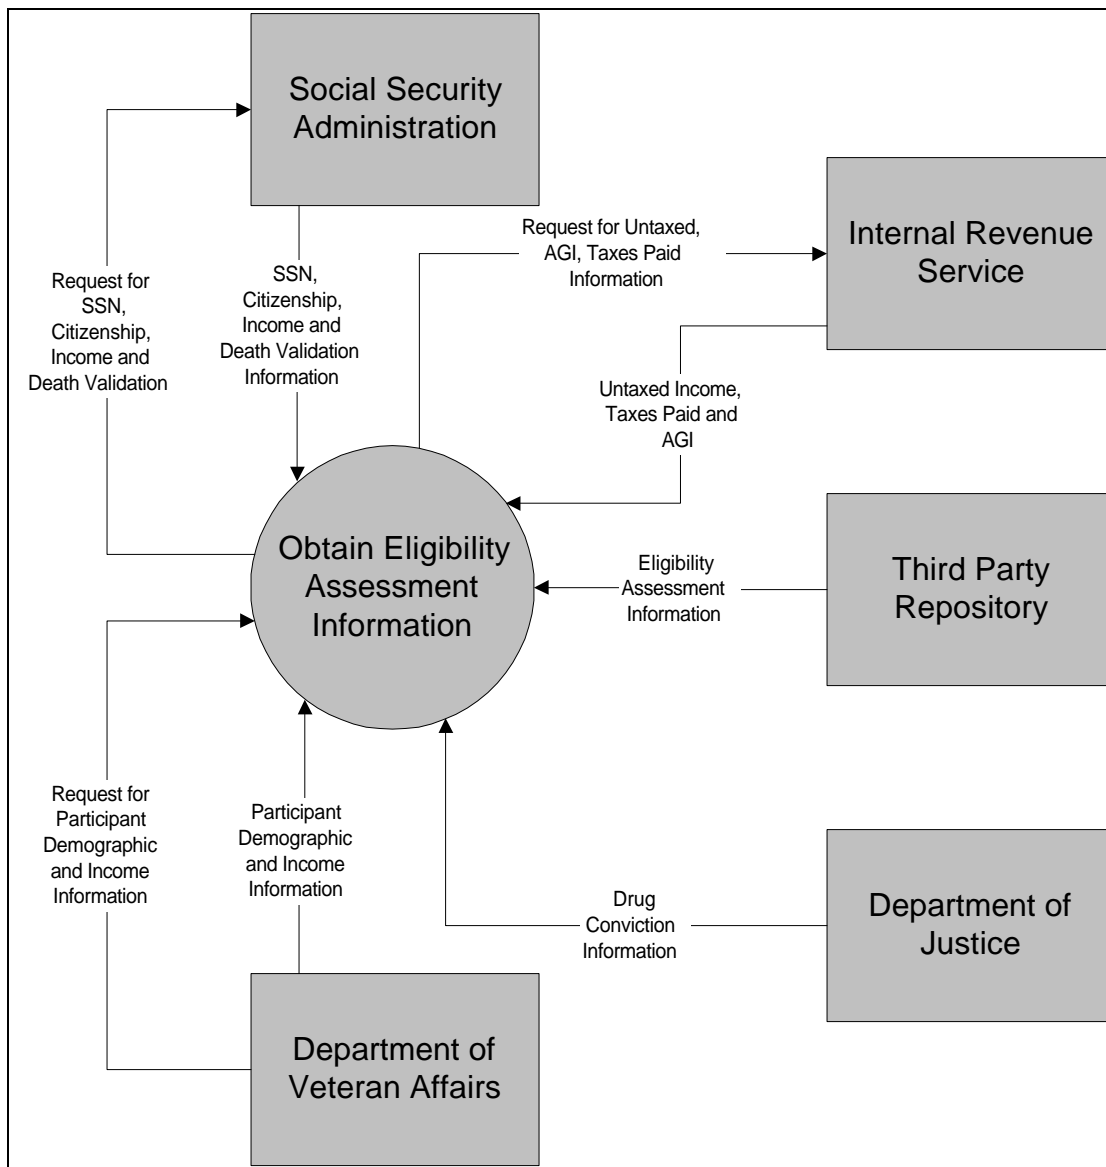 Social Security
Administration
Internal Revenue
Service
Request for Untaxed,
AGI, Taxes Paid
Information
Request for
SSN,
Citizenship,
Income and
Death Validation
SSN,
Citizenship,
Income and
Death Validation
Information
Untaxed Income,
Taxes Paid and
AGI
Obtain Eligibility
Assessment
Information
Eligibility
Assessment
Information
Third Party
Repository
Request for
Participant
Demographic
and Income
Information
Participant
Demographic
and Income
Information
Drug
Conviction
Information
Department of
Justice
Department of
Veteran Affairs